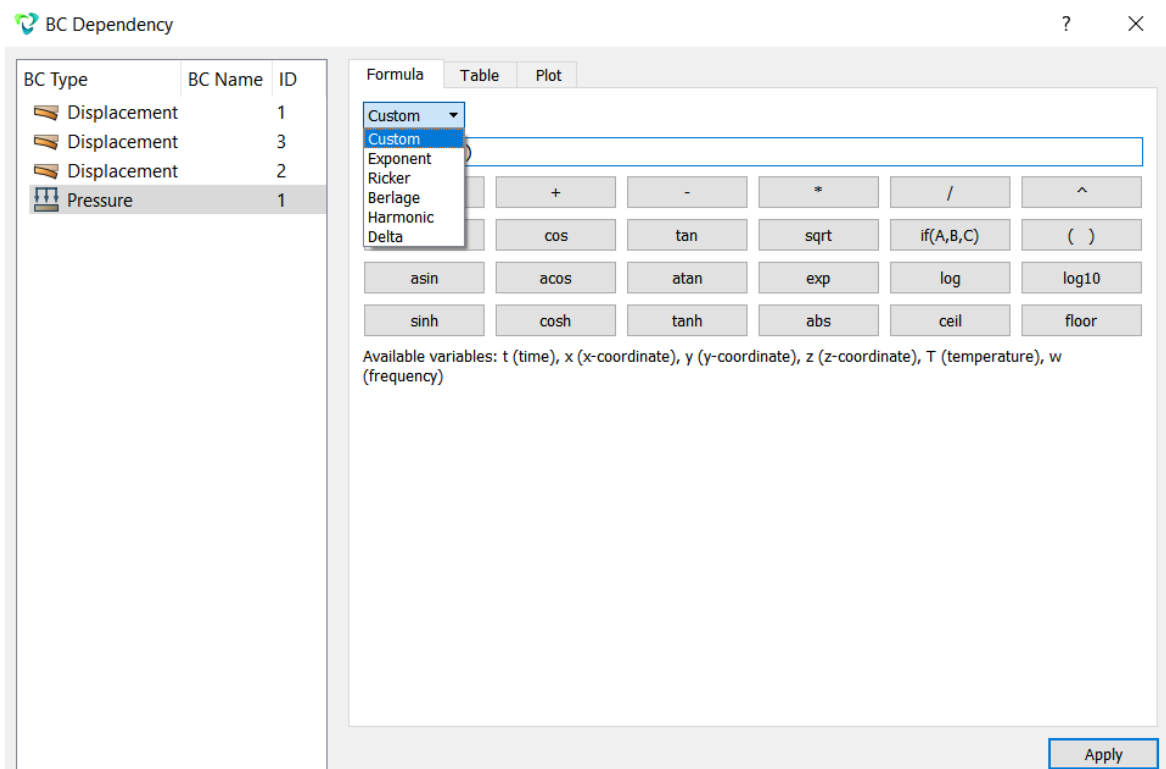 BC Dependency
?
BC Type BC Name ID
Displacement 1
Displacement 3
Displacement 2
Pressure 1
Formula Table Plot
Custom
Custom
Exponent
Ricker
Berlage
Harmonic
Delta
)
+ - * / ^
cos tan sqrt if(A,B,C) ( )
asin acos atan exp log log10
sinh cosh tanh abs ceil floor
Available variables: t (time), x (x-coordinate), y (y-coordinate), z (z-coordinate), T (temperature), w
(frequency)
Apply